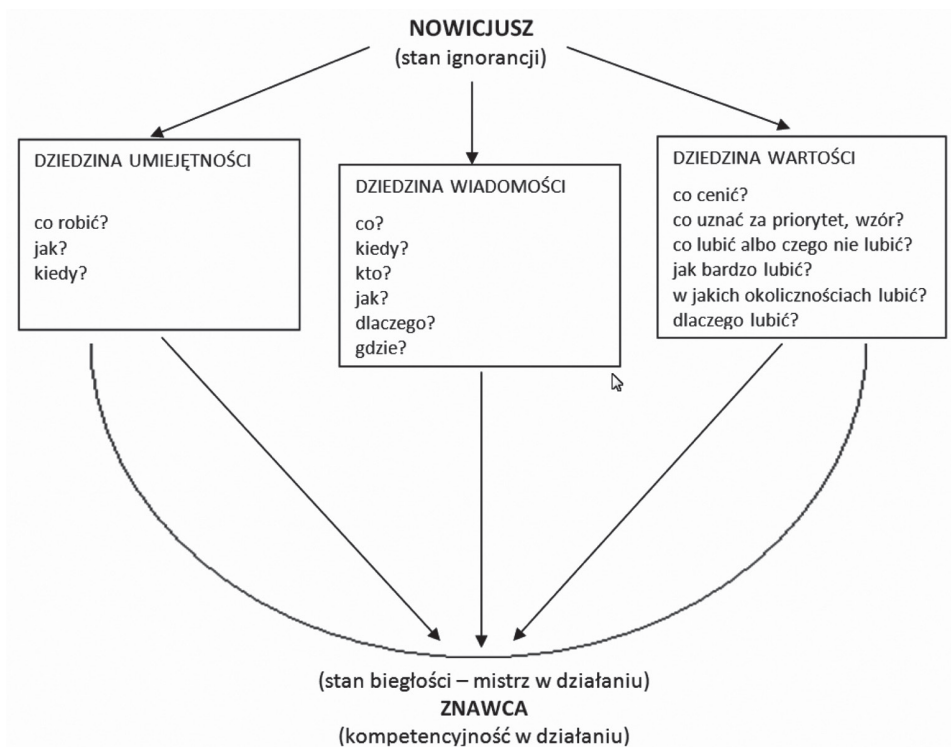 NOWICJUSZ
(stan ignorancji)
DZIEDZINA UMIEJĘTNOŚCI
co robić?
jak?
kiedy?
DZIEDZINA WIADOMOŚCI
co?
kiedy?
kto?
jak?
dlaczego?
gdzie?
DZIEDZINA WARTOŚCI
co cenić?
co uznać za priorytet, wzór?
co lubić albo czego nie lubić?
jak bardzo lubić?
w jakich okolicznościach lubić?
dlaczego lubić?
(stan biegłości – mistrz w działaniu)
ZNAWCA
(kompetencyjność w działaniu)